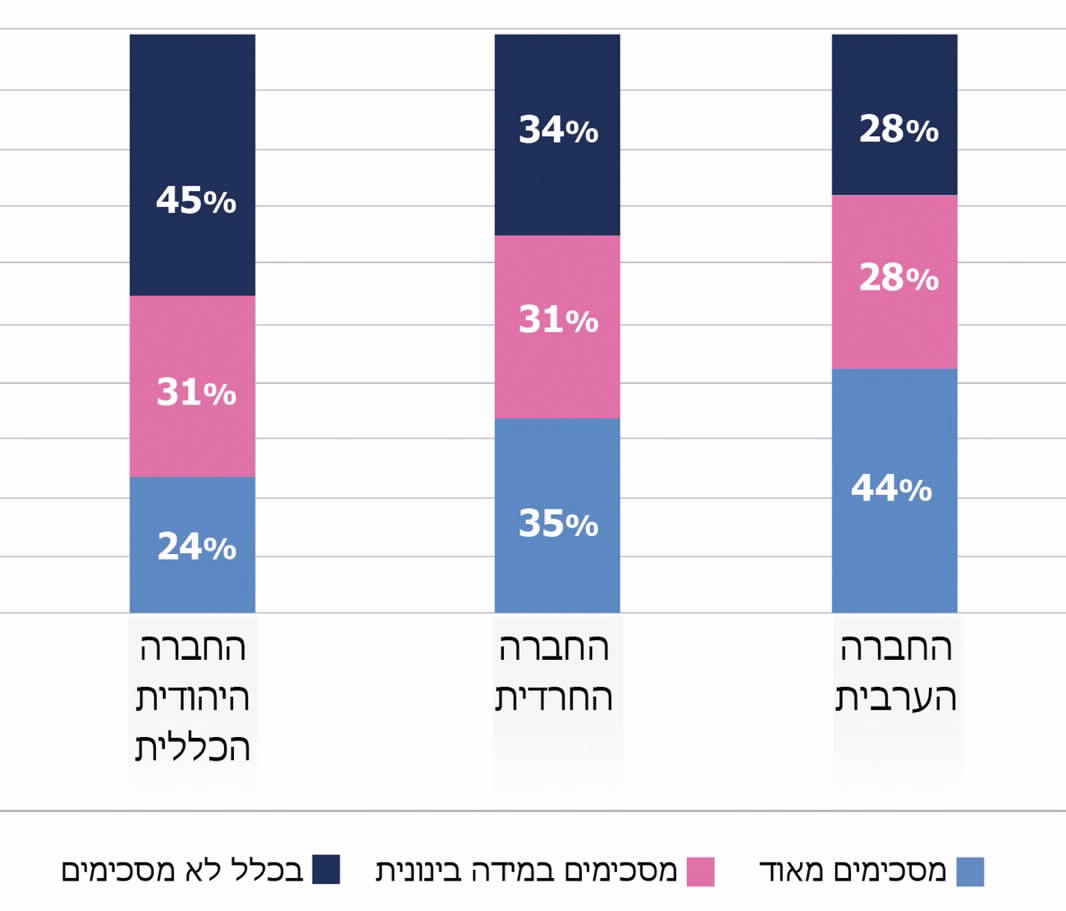 28%
34%
45%
28%
31%
31%
44%
35%
24%
החברה
הערבית
החברה
החרדית
החברה
היהודית
הכללית
מסכימים מאוד
מסכימים במידה בינונית
בכלל לא מסכימים